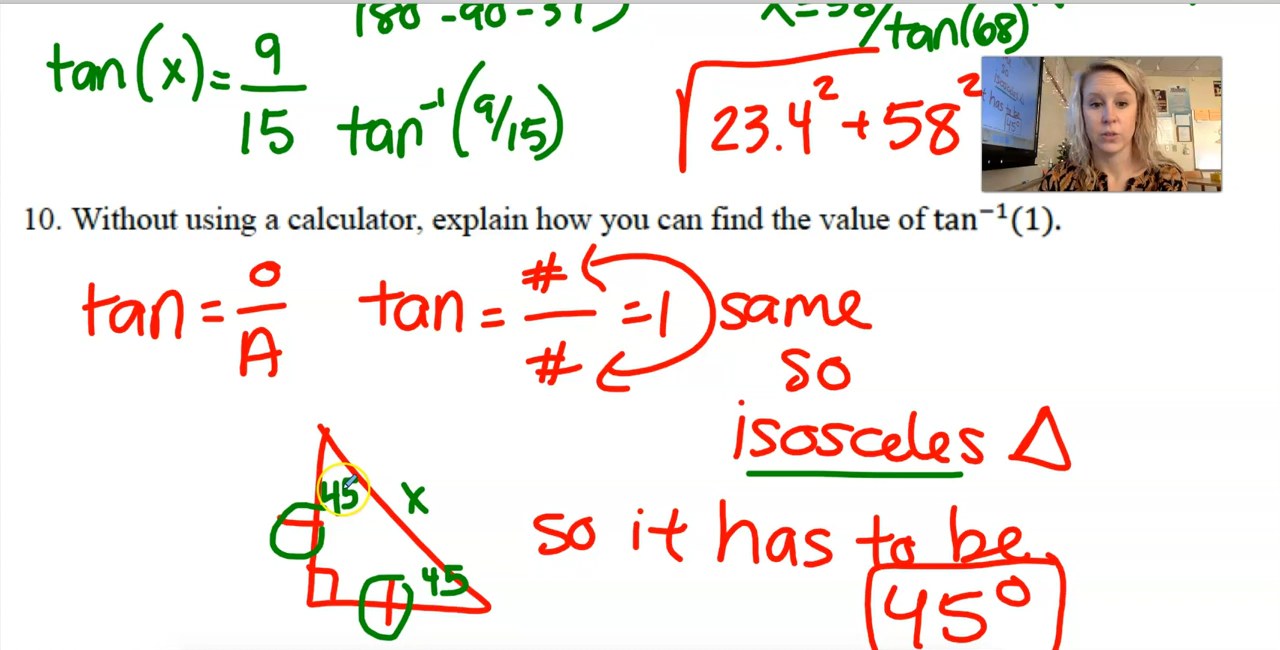 180 - 90 - 
tan(x) = 9/15
tan⁻¹(9/15)
/tan(68)
√23.4² + 58²
10. Without using a calculator, explain how you can find the value of tan⁻¹(1).
tan = O/A
tan = #/# = 1
same
so
isosceles Δ
45
x
45
so it has to be
45°